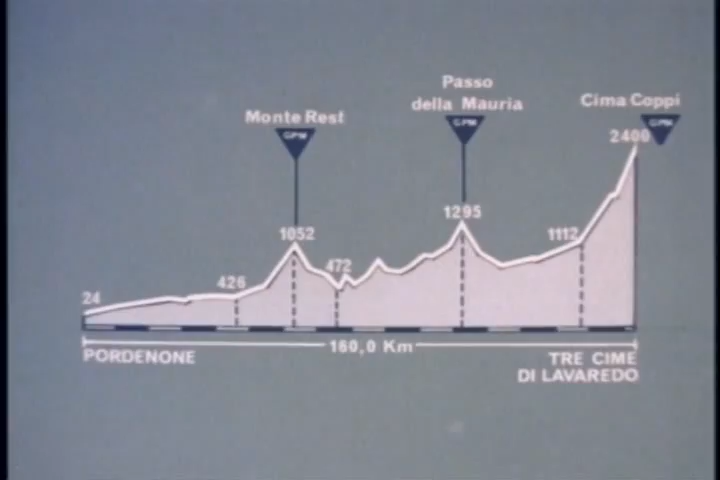 Passo
della Mauria
Cima Coppi
Monte Rest
GPM
GPM
GPM
2400
1295
1052
1112
472
426
24
160,0 Km
PORDENONE
TRE CIME
DI LAVAREDO